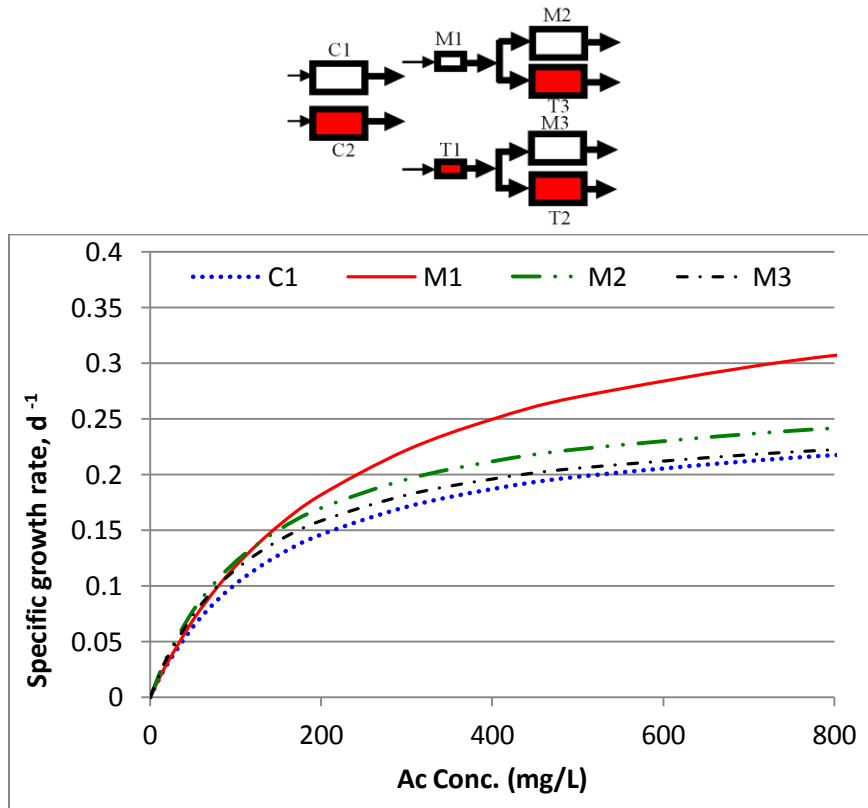 M2
C1 M1
T3
C2 T1 M3
T2
0.4
C1 M1 M2 M3
0.35
0.3
0.25
0.2
0.15
0.1
0.05
0
Specific growth rate, d -1
0 200 400 600 800
Ac Conc. (mg/L)